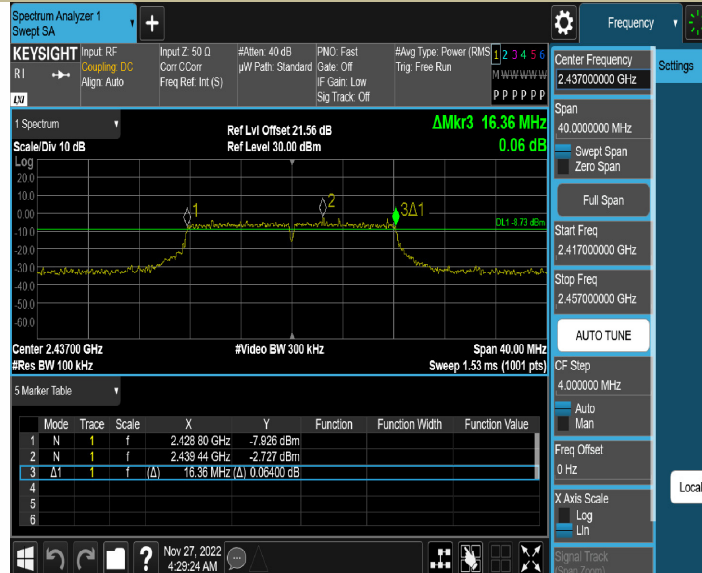 Spectrum Analyzer 1
Swept SA
Frequency
KEYSIGHT
RI
LXI
Input: RF
Coupling: DC
Align: Auto
Input Z: 50 Ω
Corr CCorr
Freq Ref: Int (S)
#Atten: 40 dB
µW Path: Standard
PNO: Fast
Gate: Off
IF Gain: Low
Sig Track: Off
#Avg Type: Power (RMS
Trig: Free Run
1 2 3 4 5 6
M W W W W W
P P P P P P
Center Frequency
2.437000000 GHz
Settings
Span
40.0000000 MHz
Swept Span
Zero Span
Full Span
Start Freq
2.417000000 GHz
Stop Freq
2.457000000 GHz
AUTO TUNE
CF Step
4.000000 MHz
Auto
Man
Freq Offset
0 Hz
X Axis Scale
Log
Lin
Signal Track
(Span Zoom)
Local
1 Spectrum
Scale/Div 10 dB
Ref Lvl Offset 21.56 dB
Ref Level 30.00 dBm
ΔMkr3 16.36 MHz
0.06 dB
Log
20.0
10.0
0.00
-10.0
-20.0
-30.0
-40.0
-50.0
-60.0
1
2
3Δ1
DL1 -8.73 dBm
Center 2.43700 GHz
#Res BW 100 kHz
#Video BW 300 kHz
Span 40.00 MHz
Sweep 1.53 ms (1001 pts)
5 Marker Table
Mode Trace Scale X Y Function Function Width Function Value
1 N 1 f 2.428 80 GHz -7.926 dBm
2 N 1 f 2.439 44 GHz -2.727 dBm
3 Δ1 1 f (Δ) 16.36 MHz (Δ) 0.06400 dB
4
5
6
?
Nov 27, 2022
4:29:24 AM